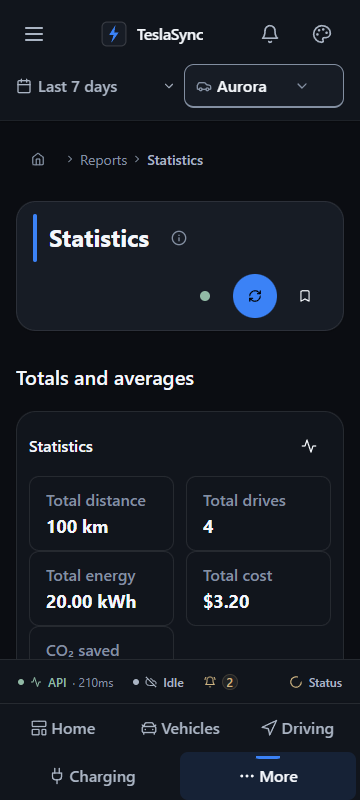 TeslaSync
Last 7 days
Aurora
Reports
Statistics
Statistics
Totals and averages
Statistics
Total distance
100 km
Total drives
4
Total energy
20.00 kWh
Total cost
$3.20
CO₂ saved
API · 210ms
Idle
2
Status
Home
Vehicles
Driving
Charging
More